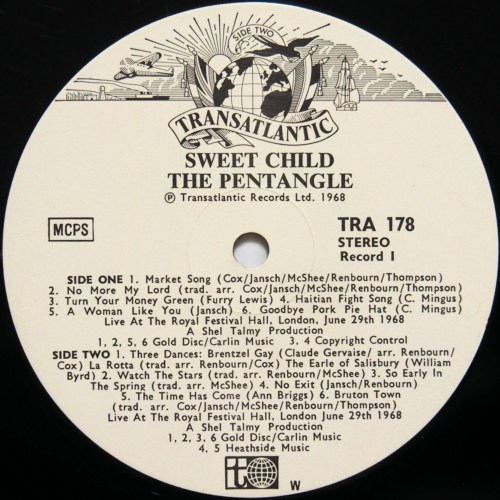 SIDE TWO
TRANSATLANTIC
SWEET CHILD
THE PENTANGLE
℗ Transatlantic Records Ltd. 1968
MCPS
TRA 178
STEREO
Record 1
SIDE ONE 1. Market Song (Cox/Jansch/McShee/Renbourn/Thompson)
2. No More My Lord (trad. arr. Cox/Jansch/McShee/Renbourn/Thompson)
3. Turn Your Money Green (Furry Lewis) 4. Haitian Fight Song (C. Mingus)
5. A Woman Like You (Jansch) 6. Goodbye Pork Pie Hat (C. Mingus)
Live At The Royal Festival Hall, London, June 29th 1968
A Shel Talmy Production
1, 2, 5, 6 Gold Disc/Carlin Music 3, 4 Copyright Control
SIDE TWO 1. Three Dances: Brentzel Gay (Claude Gervaise/ arr. Renbourn/
Cox) La Rotta (trad. arr. Renbourn/Cox) The Earle of Salisbury (William
Byrd) 2. Watch The Stars (trad. arr. Renbourn/McShee) 3. So Early In
The Spring (trad. arr. McShee) 4. No Exit (Jansch/Renbourn)
5. The Time Has Come (Ann Briggs) 6. Bruton Town
(trad. arr. Cox/Jansch/McShee/Renbourn/Thompson)
Live At The Royal Festival Hall, London June 29th 1968
A Shel Talmy Production
1, 2, 3, 6 Gold Disc/Carlin Music
4, 5 Heathside Music
t
W